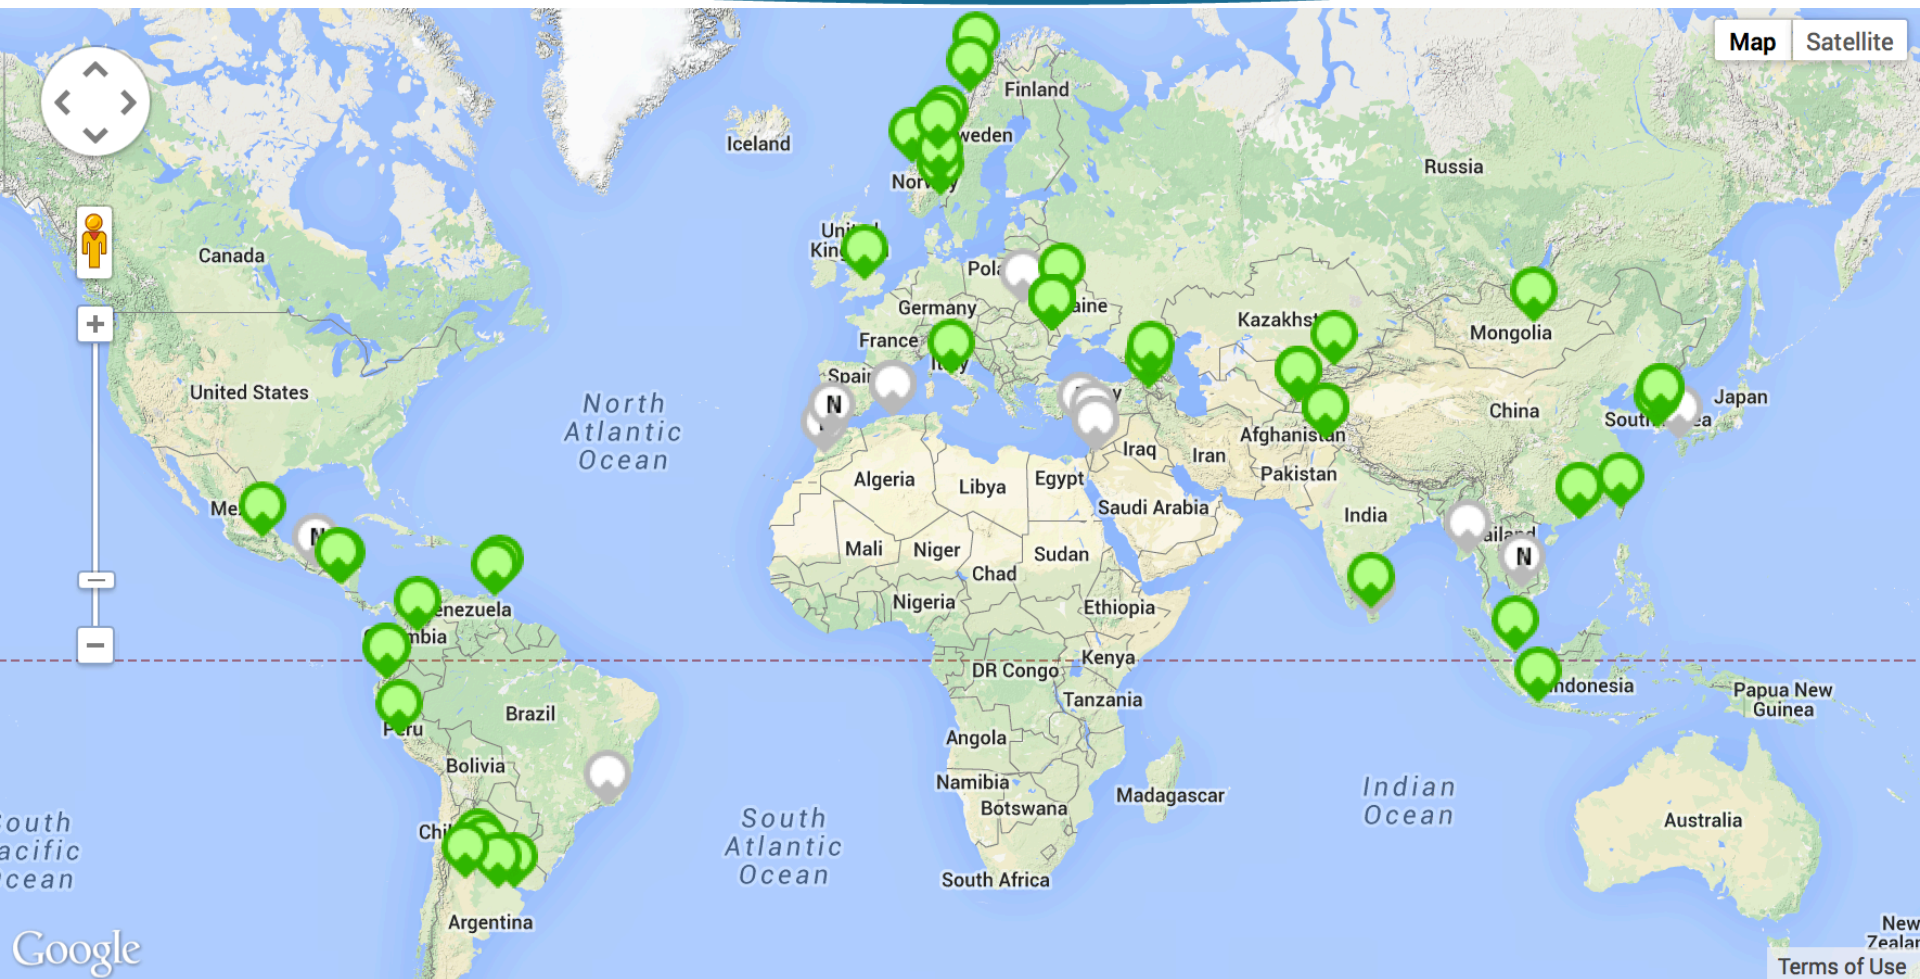 Map
Satellite
Finland
Iceland
Russia
Canada
Germany
France
Mongolia
United States
North
Atlantic
Ocean
N
China
Japan
Afghanistan
Iraq
Iran
Pakistan
Algeria
Libya
Egypt
Saudi Arabia
India
N
Mali
Niger
Sudan
Chad
N
Nigeria
Ethiopia
Kenya
DR Congo
Tanzania
Brazil
Papua New
Guinea
Peru
Angola
Bolivia
Namibia
Botswana
Madagascar
Indian
Ocean
South
Atlantic
Ocean
Australia
South Africa
Argentina
New
Google
Terms of Use